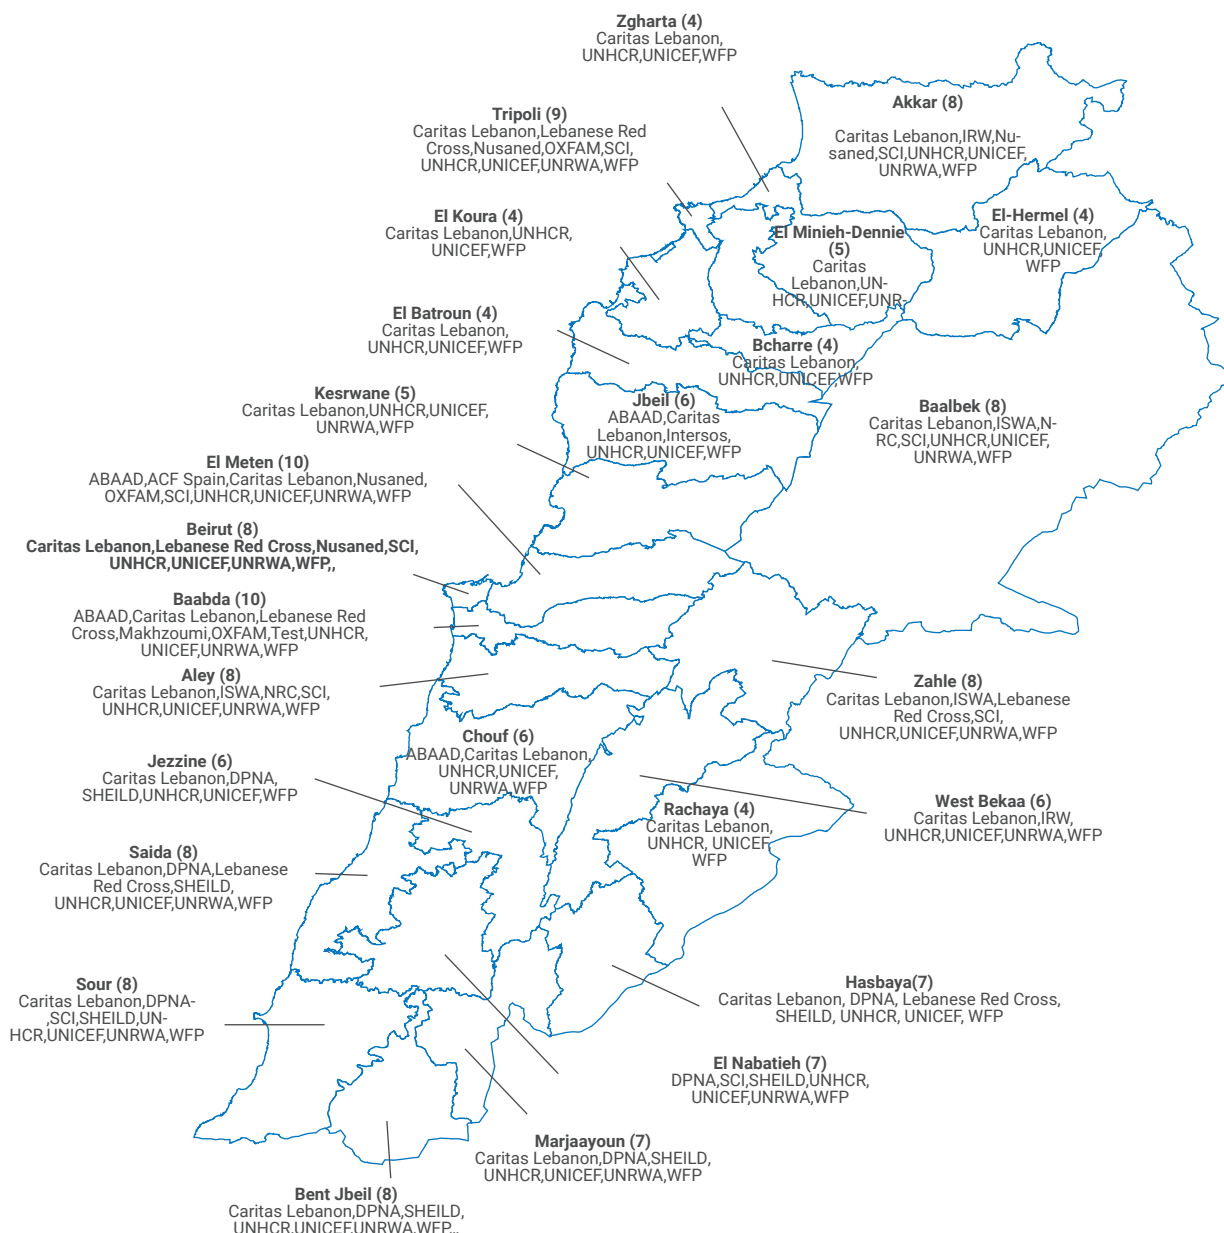 Zgharta (4)
Caritas Lebanon,
UNHCR,UNICEF,WFP
Akkar (8)
Caritas Lebanon,IRW,Nu-
saned,SCI,UNHCR,UNICEF,
UNRWA,WFP
Tripoli (9)
Caritas Lebanon,Lebanese Red
Cross,Nusaned,OXFAM,SCI,
UNHCR,UNICEF,UNRWA,WFP
El Koura (4)
Caritas Lebanon,UNHCR,
UNICEF,WFP
El-Hermel (4)
Caritas Lebanon,
UNHCR,UNICEF,
WFP
El Minieh-Dennie
(5)
Caritas
Lebanon,UN-
HCR,UNICEF,UNR-
El Batroun (4)
Caritas Lebanon,
UNHCR,UNICEF,WFP
Bcharre (4)
Caritas Lebanon,
UNHCR,UNICEF,WFP
Kesrwane (5)
Caritas Lebanon,UNHCR,UNICEF,
UNRWA,WFP
Jbeil (6)
ABAAD,Caritas
Lebanon,Intersos,
UNHCR,UNICEF,WFP
Baalbek (8)
Caritas Lebanon,ISWA,N-
RC,SCI,UNHCR,UNICEF,
UNRWA,WFP
El Meten (10)
ABAAD,ACF Spain,Caritas Lebanon,Nusaned,
OXFAM,SCI,UNHCR,UNICEF,UNRWA,WFP
Beirut (8)
Caritas Lebanon,Lebanese Red Cross,Nusaned,SCI,
UNHCR,UNICEF,UNRWA,WFP,,
Baabda (10)
ABAAD,Caritas Lebanon,Lebanese Red
Cross,Makhzoumi,OXFAM,Test,UNHCR,
UNICEF,UNRWA,WFP
Aley (8)
Caritas Lebanon,ISWA,NRC,SCI,
UNHCR,UNICEF,UNRWA,WFP
Zahle (8)
Caritas Lebanon,ISWA,Lebanese
Red Cross,SCI,
UNHCR,UNICEF,UNRWA,WFP
Chouf (6)
ABAAD,Caritas Lebanon,
UNHCR,UNICEF,
UNRWA,WFP
Jezzine (6)
Caritas Lebanon,DPNA,
SHEILD,UNHCR,UNICEF,WFP
West Bekaa (6)
Caritas Lebanon,IRW,
UNHCR,UNICEF,UNRWA,WFP
Rachaya (4)
Caritas Lebanon,
UNHCR, UNICEF,
WFP
Saida (8)
Caritas Lebanon,DPNA,Lebanese
Red Cross,SHEILD,
UNHCR,UNICEF,UNRWA,WFP
Sour (8)
Caritas Lebanon,DPNA-
,SCI,SHEILD,UN-
HCR,UNICEF,UNRWA,WFP
Hasbaya(7)
Caritas Lebanon, DPNA, Lebanese Red Cross,
SHEILD, UNHCR, UNICEF, WFP
El Nabatieh (7)
DPNA,SCI,SHEILD,UNHCR,
UNICEF,UNRWA,WFP
Marjaayoun (7)
Caritas Lebanon,DPNA,SHEILD,
UNHCR,UNICEF,UNRWA,WFP
Bent Jbeil (8)
Caritas Lebanon,DPNA,SHEILD,
UNHCR,UNICEF,UNRWA,WFP,,